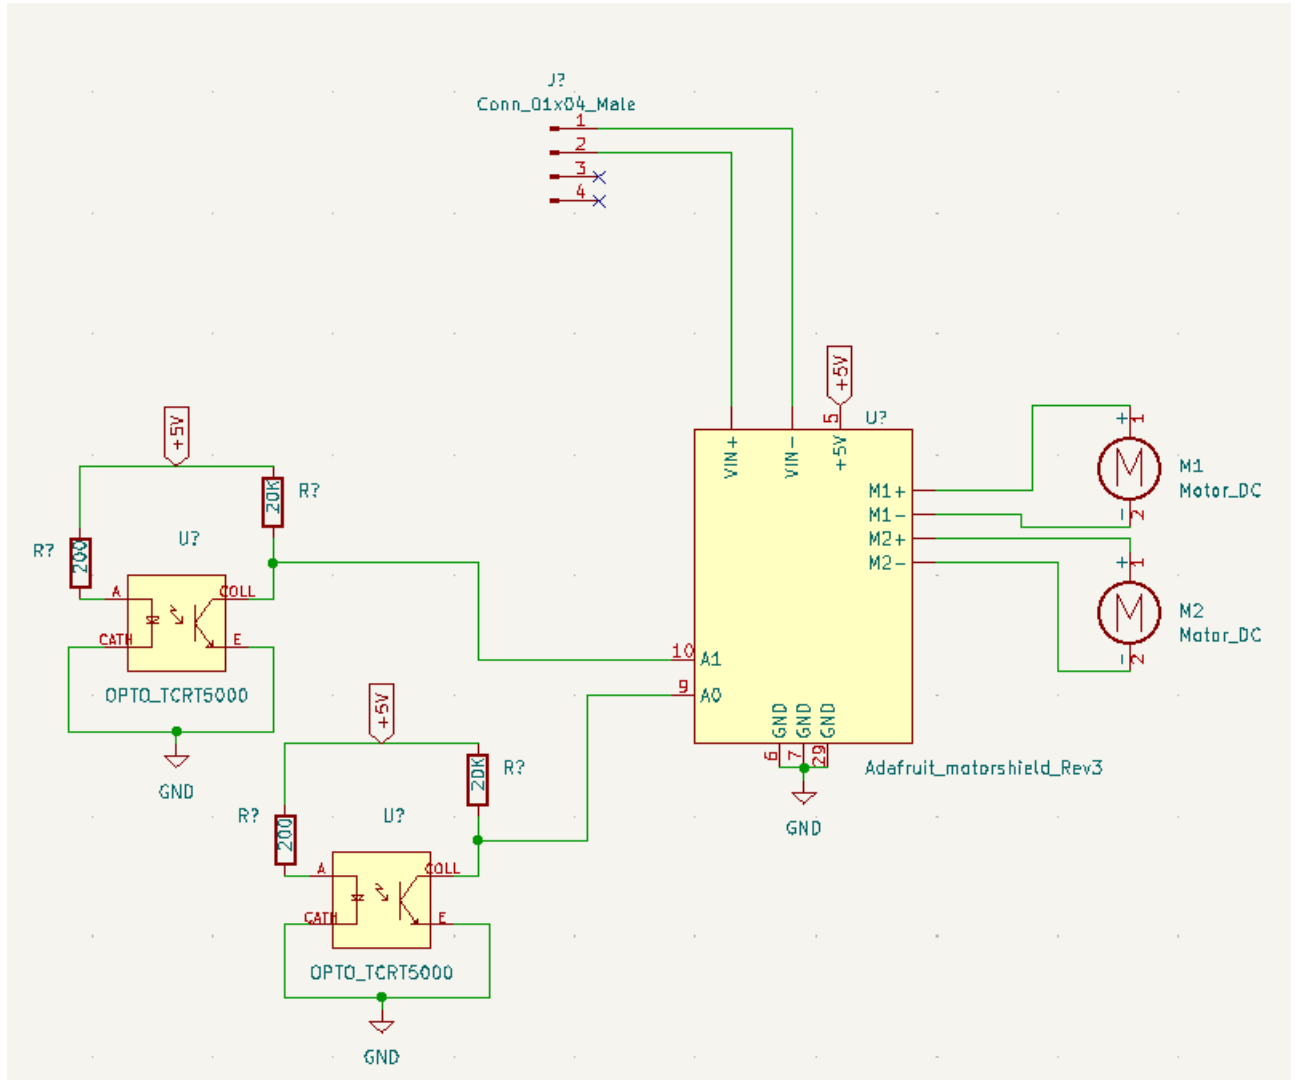 J?
Conn_01x04_Male
1
2
3
4
+5V
5
U?
VIN+
VIN-
+5V
M1+
M1-
M2+
M2-
+
1
M
-
2
M1
Motor_DC
+
1
M
-
2
M2
Motor_DC
+5V
20K
R?
R?
200
U?
A
COLL
CATH
E
OPTO_TCRT5000
GND
10
A1
9
A0
GND
GND
GND
6
7
29
Adafruit_motorshield_Rev3
GND
+5V
20K
R?
R?
200
U?
A
COLL
CATH
E
OPTO_TCRT5000
GND